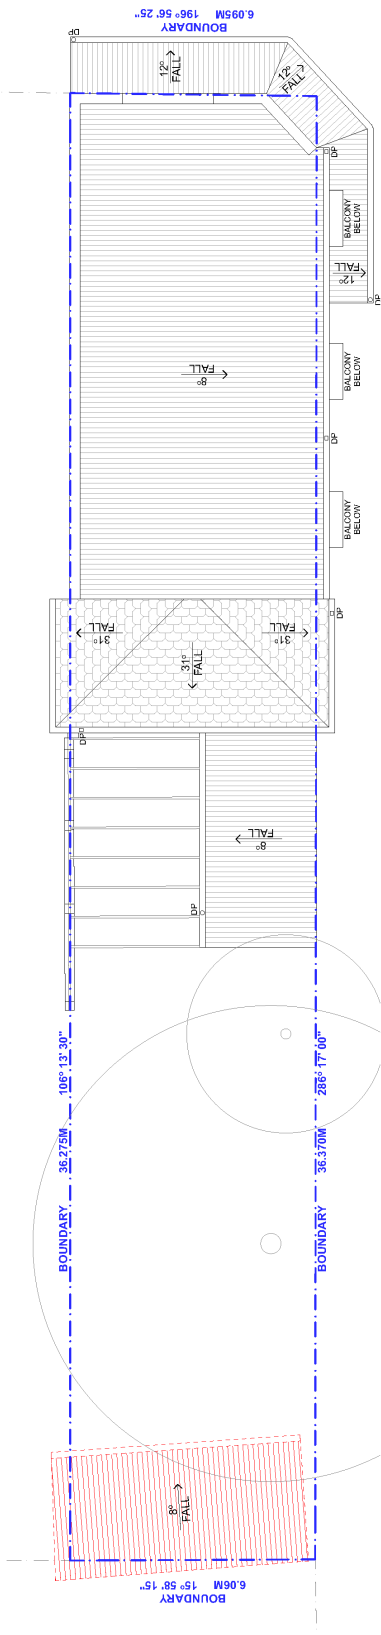 6.095M 196° 56' 25"
BOUNDARY
DP
12°
FALL
12°
FALL
DP
BALCONY
BELOW
12°
FALL
DP
8°
FALL
BALCONY
BELOW
DP
BALCONY
BELOW
DP
31°
FALL
31°
FALL
31°
FALL
DP
8°
FALL
DP
BOUNDARY 36.275M 106° 13' 30"
BOUNDARY 36.370M 286° 17' 00"
8°
FALL
6.06M 15° 58' 15"
BOUNDARY